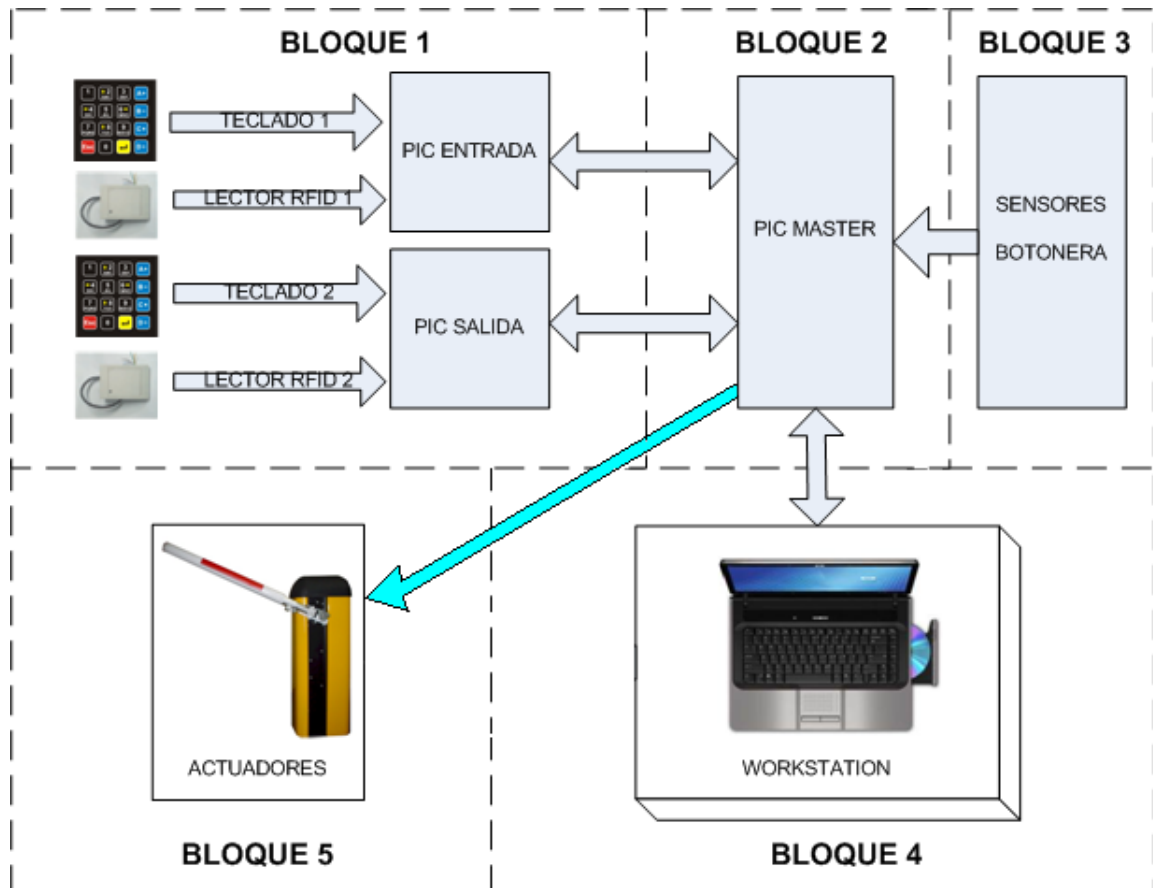 BLOQUE 1
BLOQUE 2
BLOQUE 3
TECLADO 1
LECTOR RFID 1
PIC ENTRADA
TECLADO 2
LECTOR RFID 2
PIC SALIDA
PIC MASTER
SENSORES
BOTONERA
ACTUADORES
WORKSTATION
BLOQUE 5
BLOQUE 4